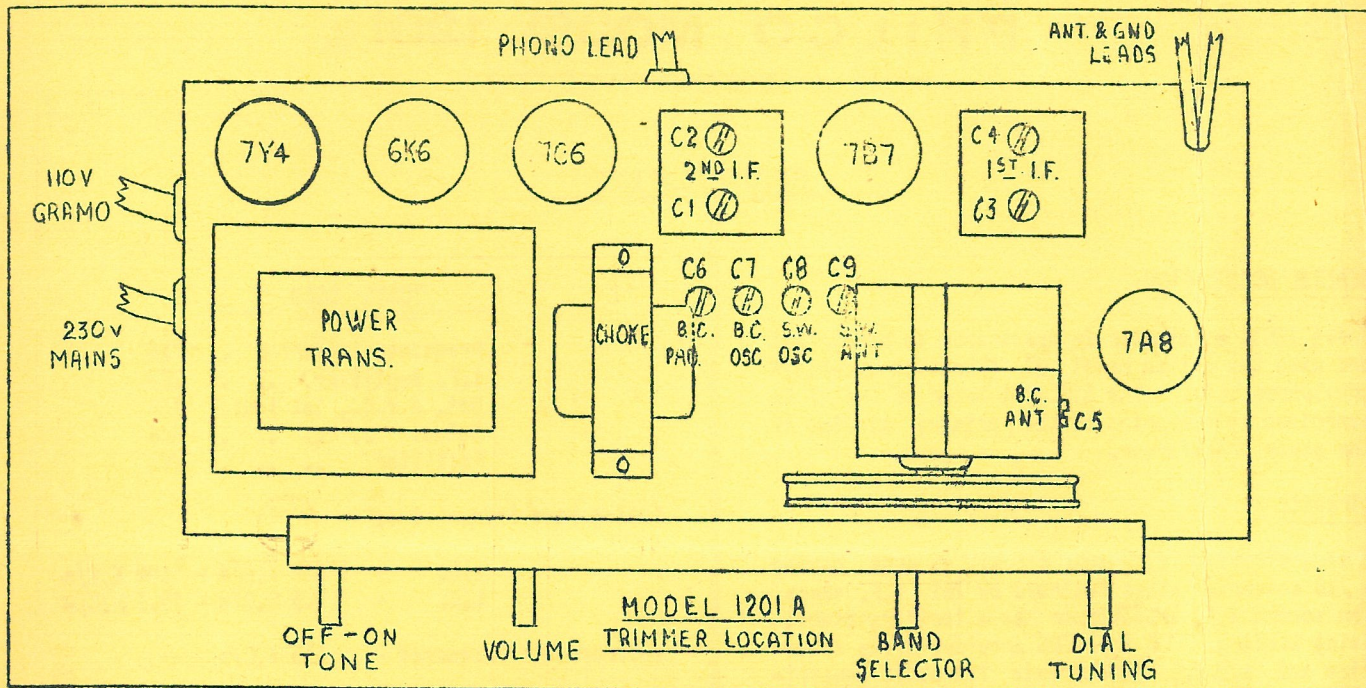 PHONO LEAD
ANT. & GND
LEADS
7Y4
6K6
7C6
C2
2ND I.F.
C1
7B7
C4
1ST I.F.
C3
110V
GRAMO
230V
MAINS
POWER
TRANS.
CHOKE
C6 C7 C8 C9
B.C. B.C. S.W. S.W.
PAD. OSC OSC ANT
7A8
B.C.
ANT
C5
OFF-ON
TONE
VOLUME
MODEL 1201A
TRIMMER LOCATION
BAND
SELECTOR
DIAL
TUNING